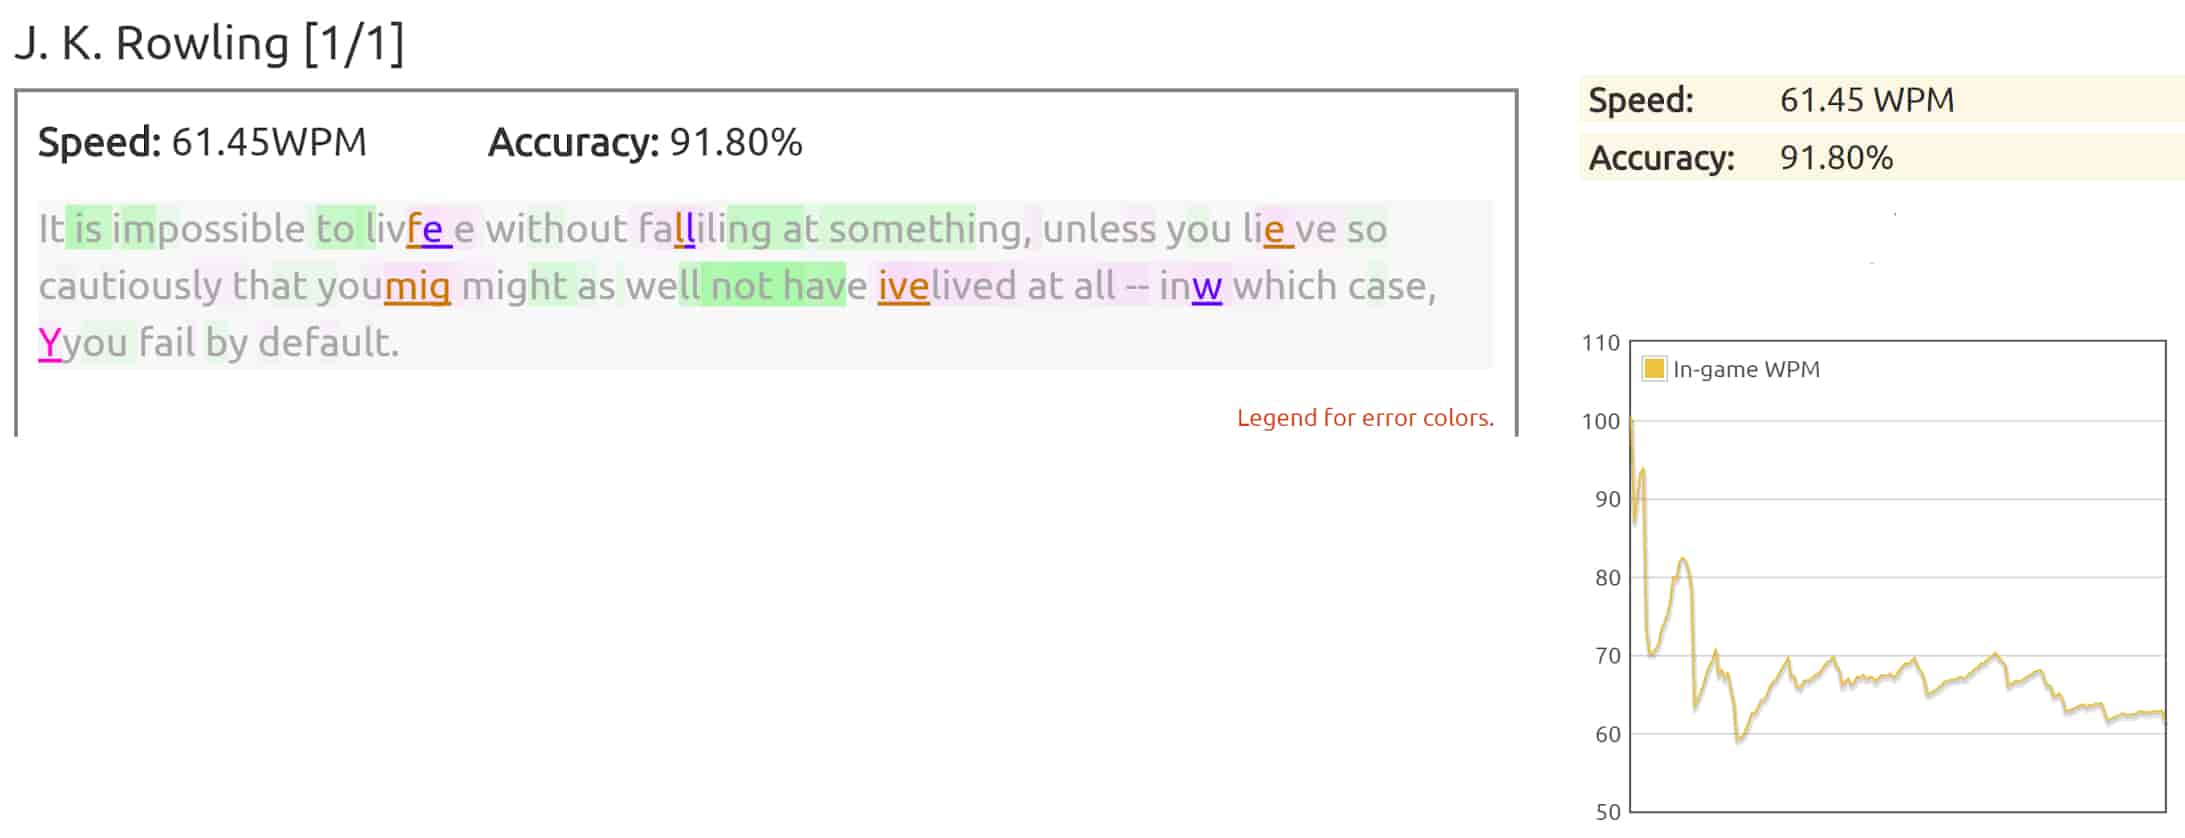 J. K. Rowling [1/1]
Speed: 61.45WPM Accuracy: 91.80%
It is impossible to livfe e without falliling at something, unless you lie ve so
cautiously that youmig might as well not have ivelived at all -- inw which case,
Yyou fail by default.
Legend for error colors.
Speed: 61.45 WPM
Accuracy: 91.80%
110
In-game WPM
100
90
80
70
60
50